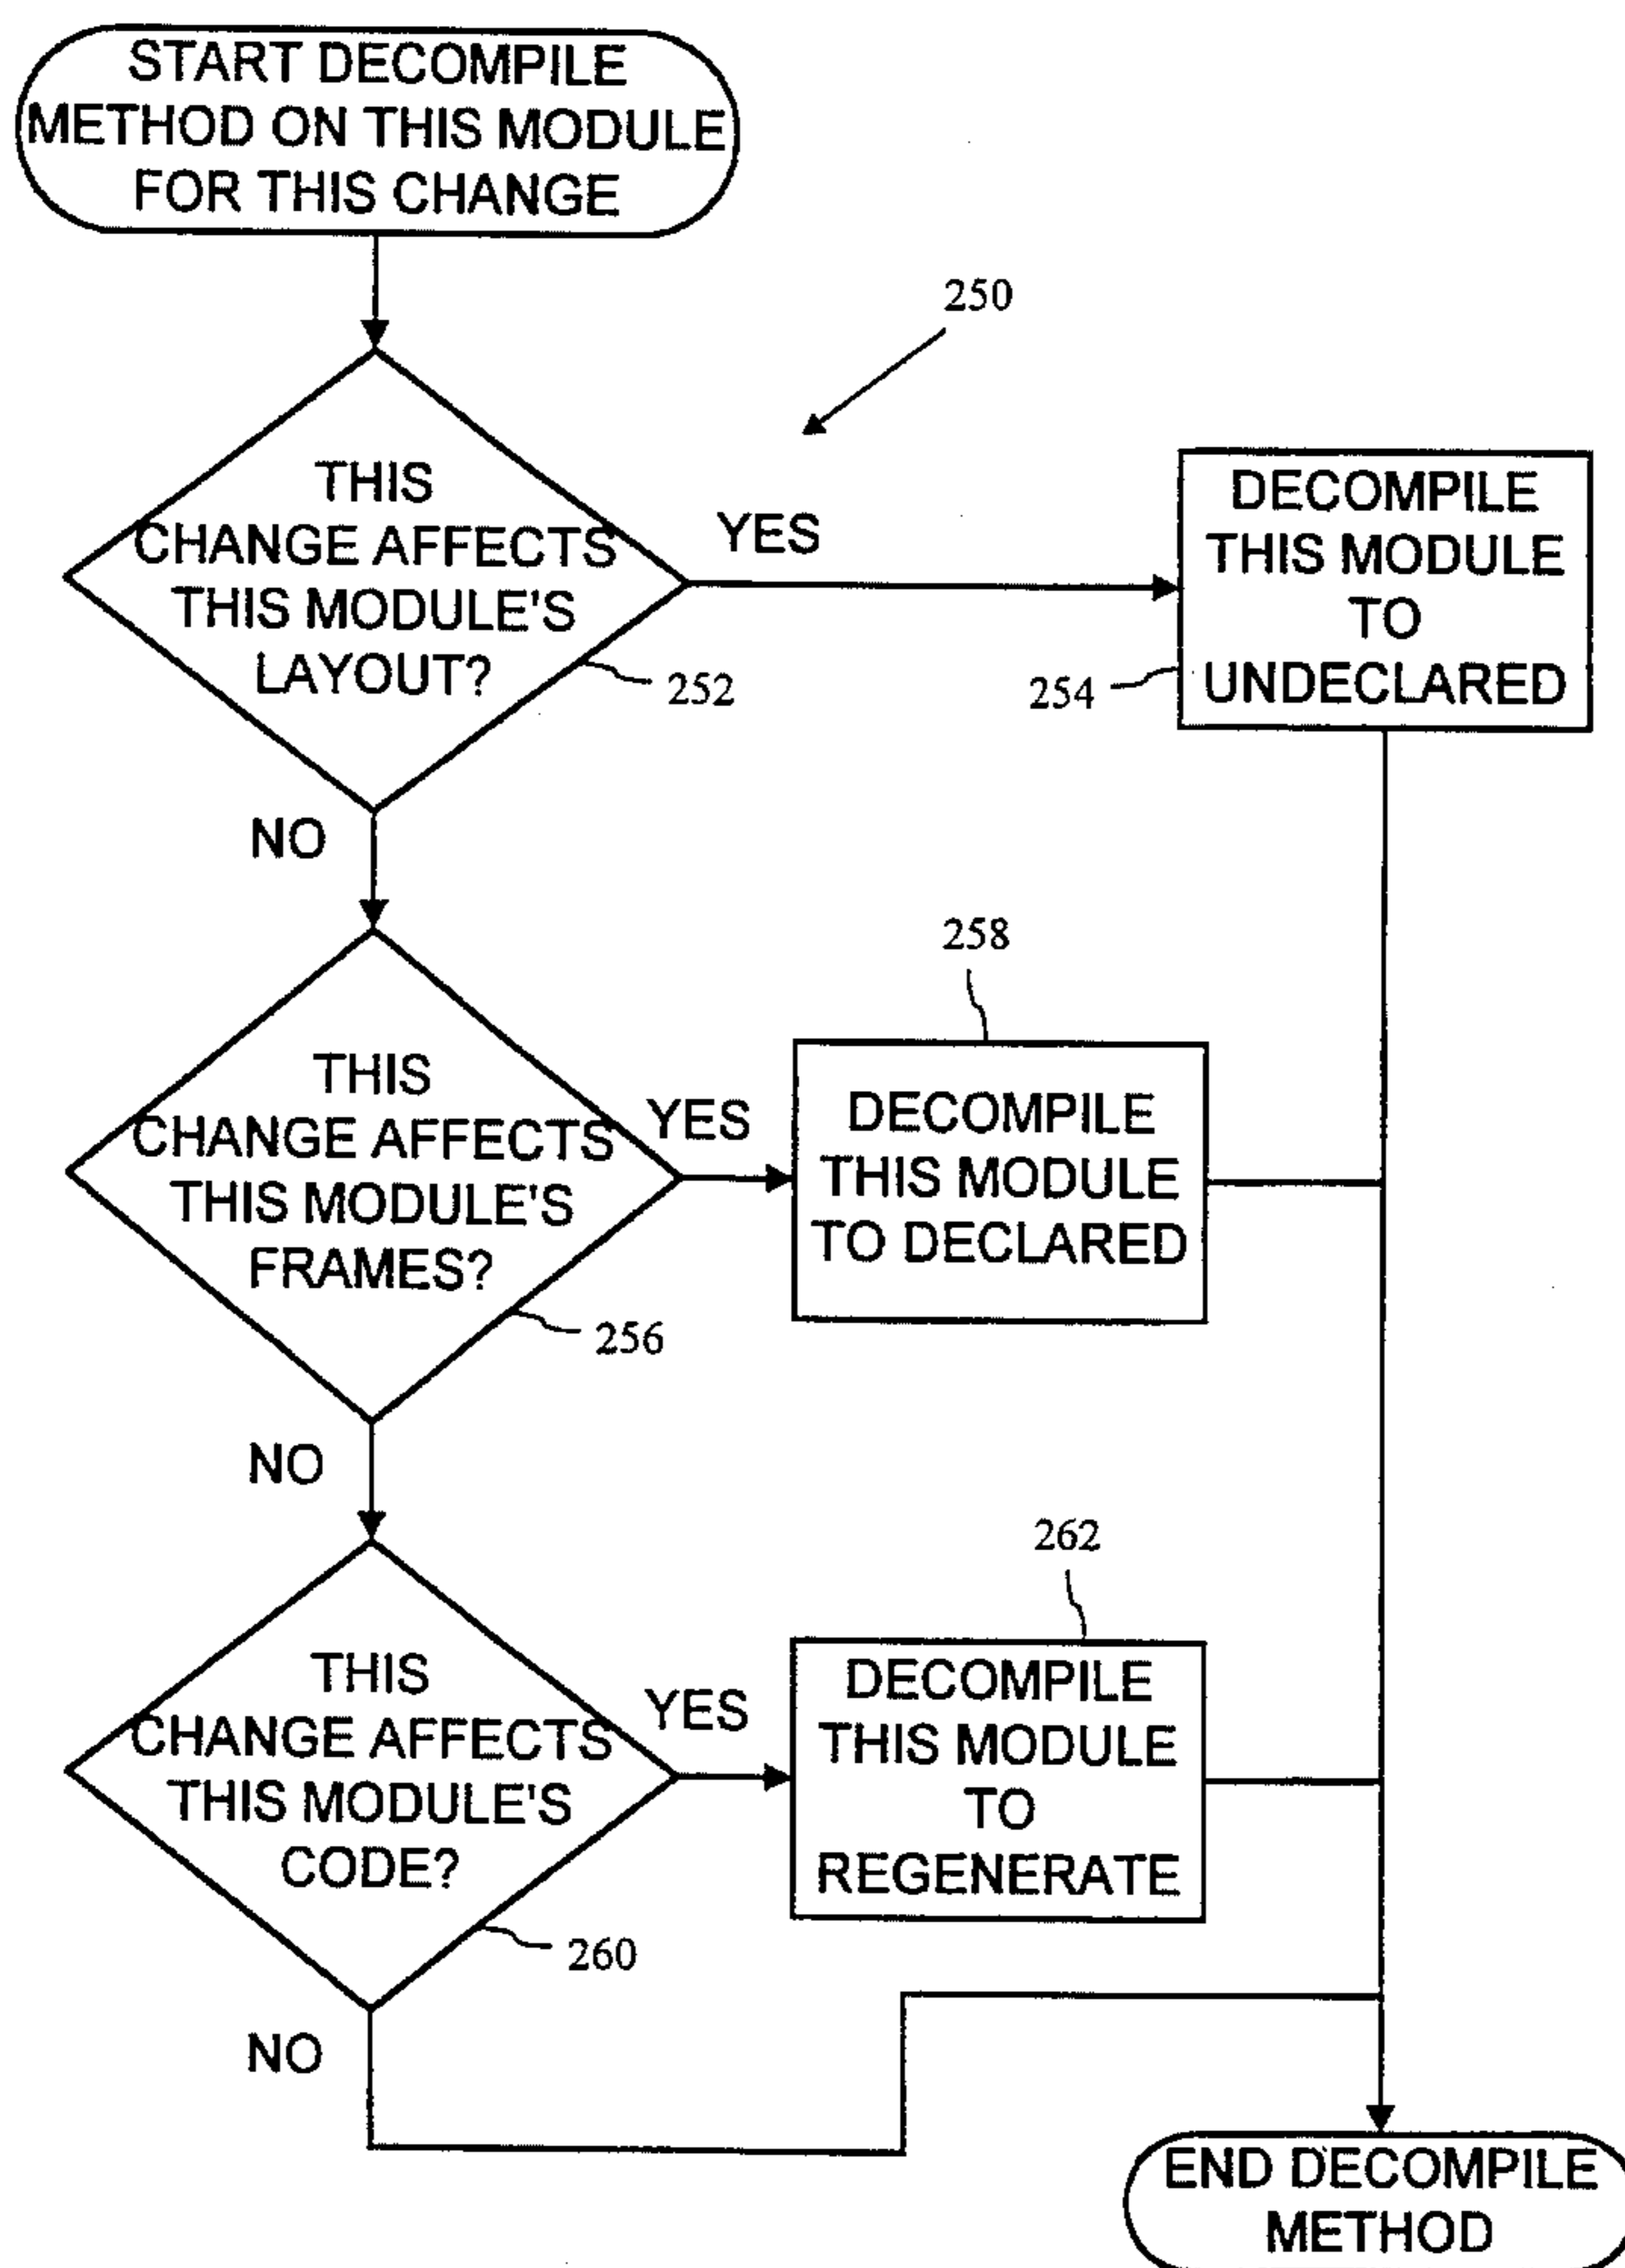 START DECOMPILE
METHOD ON THIS MODULE
FOR THIS CHANGE
250
THIS
CHANGE AFFECTS
THIS MODULE'S
LAYOUT?
252
YES
DECOMPILE
THIS MODULE
TO
UNDECLARED
254
NO
THIS
CHANGE AFFECTS
THIS MODULE'S
FRAMES?
256
YES
258
DECOMPILE
THIS MODULE
TO DECLARED
NO
THIS
CHANGE AFFECTS
THIS MODULE'S
CODE?
260
YES
262
DECOMPILE
THIS MODULE
TO
REGENERATE
NO
END DECOMPILE
METHOD